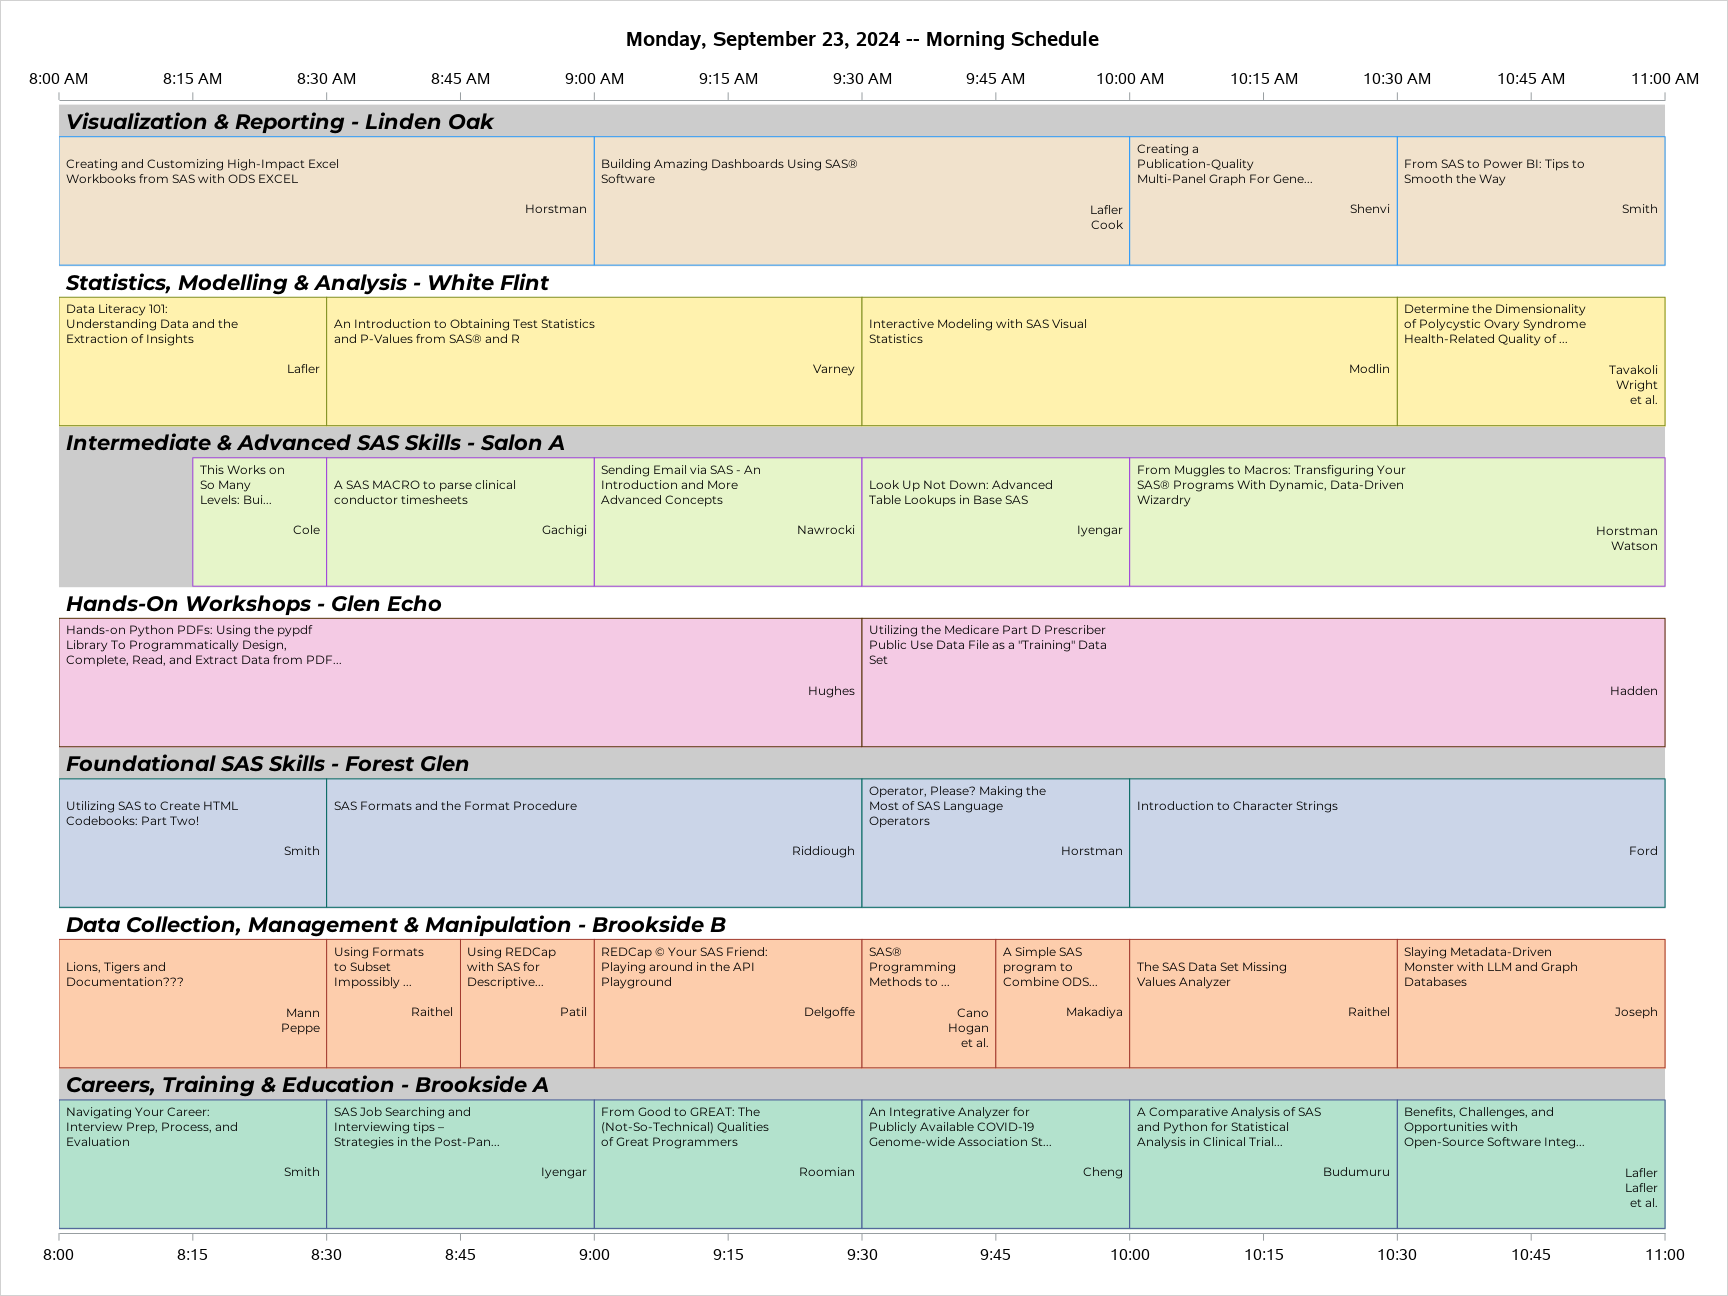 Monday, September 23, 2024 -- Morning Schedule
8:00 AM 8:15 AM 8:30 AM 8:45 AM 9:00 AM 9:15 AM 9:30 AM 9:45 AM 10:00 AM 10:15 AM 10:30 AM 10:45 AM 11:00 AM
Visualization & Reporting - Linden Oak
Creating and Customizing High-Impact Excel
Workbooks from SAS with ODS EXCEL
Horstman
Building Amazing Dashboards Using SAS®
Software
Lafler
Cook
Creating a
Publication-Quality
Multi-Panel Graph For Gene...
Shenvi
From SAS to Power BI: Tips to
Smooth the Way
Smith
Statistics, Modelling & Analysis - White Flint
Data Literacy 101:
Understanding Data and the
Extraction of Insights
Lafler
An Introduction to Obtaining Test Statistics
and P-Values from SAS® and R
Varney
Interactive Modeling with SAS Visual
Statistics
Modlin
Determine the Dimensionality
of Polycystic Ovary Syndrome
Health-Related Quality of ...
Tavakoli
Wright
et al.
Intermediate & Advanced SAS Skills - Salon A
This Works on
So Many
Levels: Bui...
Cole
A SAS MACRO to parse clinical
conductor timesheets
Gachigi
Sending Email via SAS - An
Introduction and More
Advanced Concepts
Nawrocki
Look Up Not Down: Advanced
Table Lookups in Base SAS
Iyengar
From Muggles to Macros: Transfiguring Your
SAS® Programs With Dynamic, Data-Driven
Wizardry
Horstman
Watson
Hands-On Workshops - Glen Echo
Hands-on Python PDFs: Using the pypdf
Library To Programmatically Design,
Complete, Read, and Extract Data from PDF...
Hughes
Utilizing the Medicare Part D Prescriber
Public Use Data File as a "Training" Data
Set
Hadden
Foundational SAS Skills - Forest Glen
Utilizing SAS to Create HTML
Codebooks: Part Two!
Smith
SAS Formats and the Format Procedure
Riddiough
Operator, Please? Making the
Most of SAS Language
Operators
Horstman
Introduction to Character Strings
Ford
Data Collection, Management & Manipulation - Brookside B
Lions, Tigers and
Documentation???
Mann
Peppe
Using Formats
to Subset
Impossibly ...
Raithel
Using REDCap
with SAS for
Descriptive...
Patil
REDCap © Your SAS Friend:
Playing around in the API
Playground
Delgoffe
SAS®
Programming
Methods to ...
Cano
Hogan
et al.
A Simple SAS
program to
Combine ODS...
Makadiya
The SAS Data Set Missing
Values Analyzer
Raithel
Slaying Metadata-Driven
Monster with LLM and Graph
Databases
Joseph
Careers, Training & Education - Brookside A
Navigating Your Career:
Interview Prep, Process, and
Evaluation
Smith
SAS Job Searching and
Interviewing tips –
Strategies in the Post-Pan...
Iyengar
From Good to GREAT: The
(Not-So-Technical) Qualities
of Great Programmers
Roomian
An Integrative Analyzer for
Publicly Available COVID-19
Genome-wide Association St...
Cheng
A Comparative Analysis of SAS
and Python for Statistical
Analysis in Clinical Trial...
Budumuru
Benefits, Challenges, and
Opportunities with
Open-Source Software Integ...
Lafler
Lafler
et al.
8:00 8:15 8:30 8:45 9:00 9:15 9:30 9:45 10:00 10:15 10:30 10:45 11:00